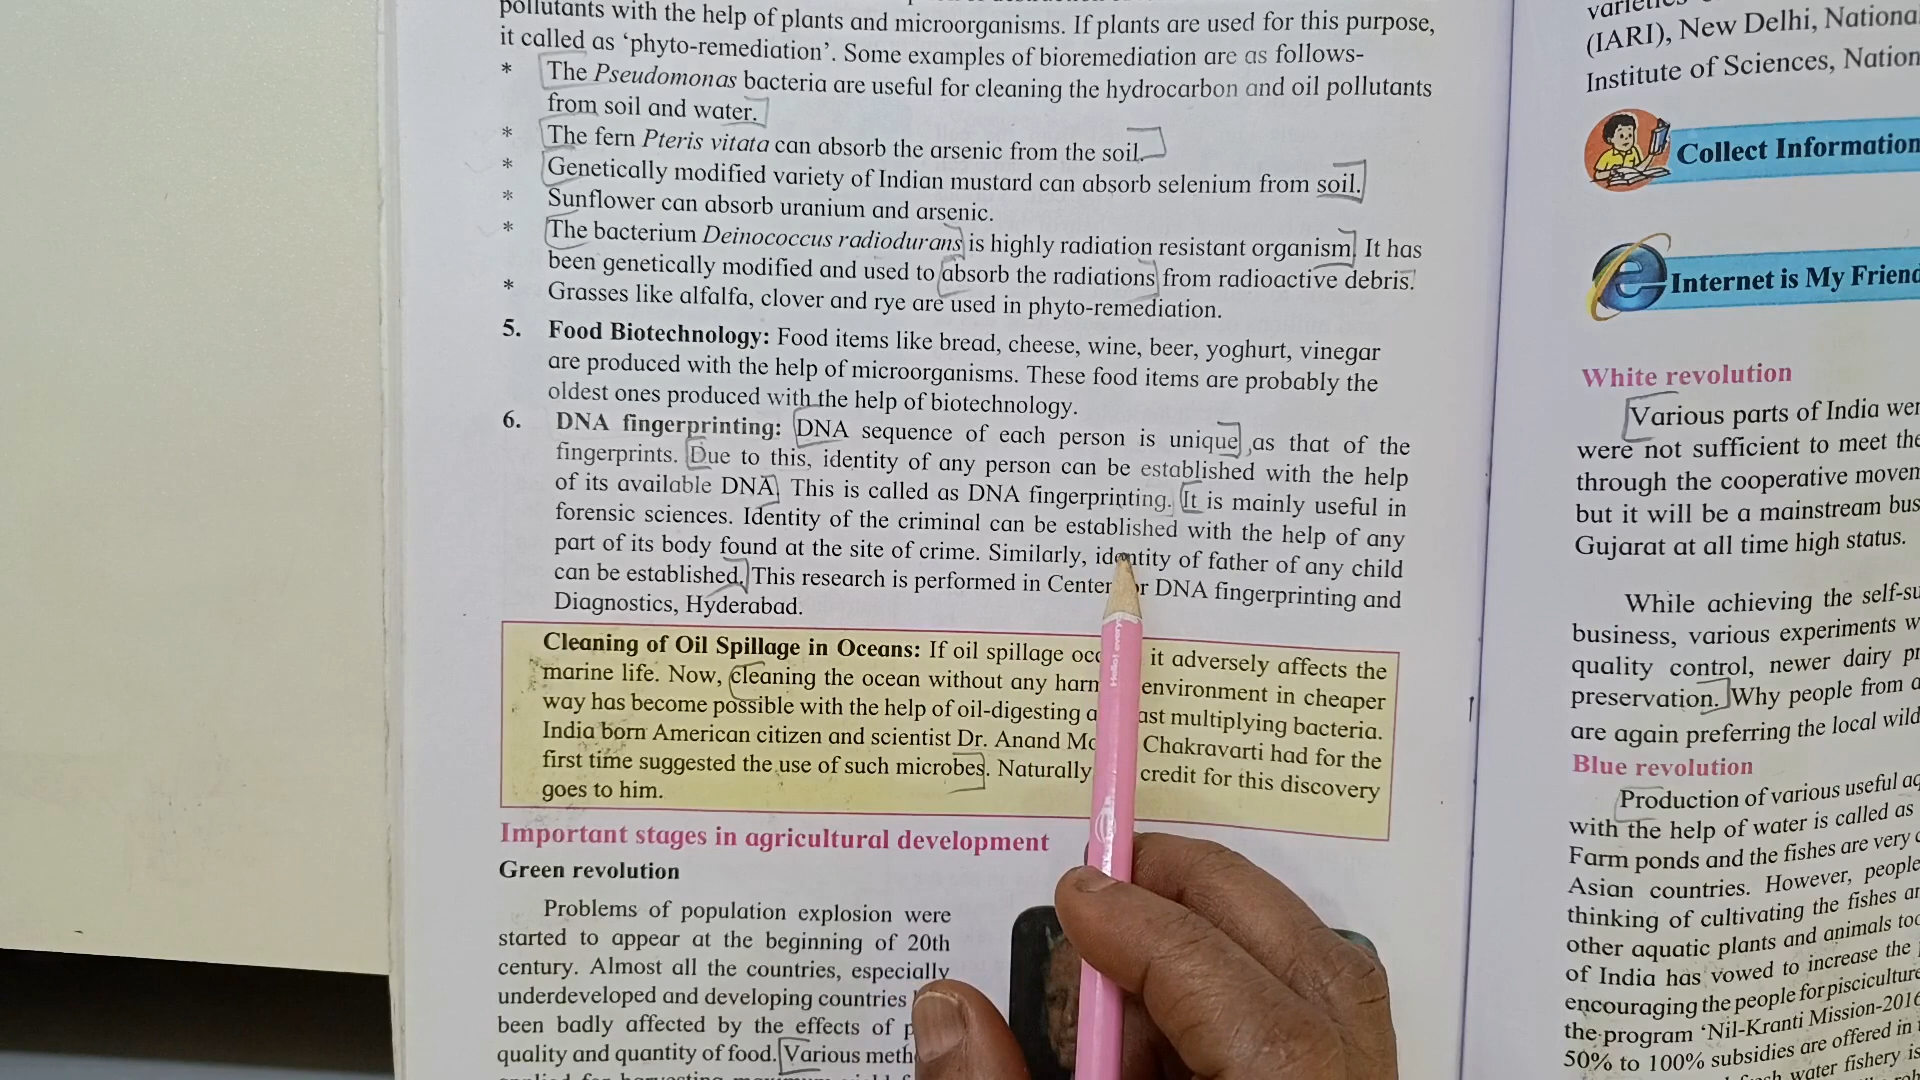 pollutants with the help of plants and microorganisms. If plants are used for this purpose,
it called as ‘phyto-remediation’. Some examples of bioremediation are as follows-
* The Pseudomonas bacteria are useful for cleaning the hydrocarbon and oil pollutants
from soil and water.
* The fern Pteris vitata can absorb the arsenic from the soil.
* Genetically modified variety of Indian mustard can absorb selenium from soil.
* Sunflower can absorb uranium and arsenic.
* The bacterium Deinococcus radiodurans is highly radiation resistant organism. It has
been genetically modified and used to absorb the radiations from radioactive debris.
* Grasses like alfalfa, clover and rye are used in phyto-remediation.
5. Food Biotechnology: Food items like bread, cheese, wine, beer, yoghurt, vinegar
are produced with the help of microorganisms. These food items are probably the
oldest ones produced with the help of biotechnology.
6. DNA fingerprinting: DNA sequence of each person is unique ,as that of the
fingerprints. Due to this, identity of any person can be established with the help
of its available DNA. This is called as DNA fingerprinting. It is mainly useful in
forensic sciences. Identity of the criminal can be established with the help of any
part of its body found at the site of crime. Similarly, identity of father of any child
can be established. This research is performed in Center DNA fingerprinting and
Diagnostics, Hyderabad.
Cleaning of Oil Spillage in Oceans: If oil spillage it adversely affects the
marine life. Now, cleaning the ocean without any environment in cheaper
way has become possible with the help of oil-digesting multiplying bacteria.
India born American citizen and scientist Dr. Anand Chakravarti had for the
first time suggested the use of such microbes. Naturally credit for this discovery
goes to him.
Important stages in agricultural development
Green revolution
Problems of population explosion were
started to appear at the beginning of 20th
century. Almost all the countries, especially
underdeveloped and developing countries
been badly affected by the effects of
quality and quantity of food. Various
(IARI), New Delhi, National
Institute of Sciences,
Collect Information
Internet is My Friend
White revolution
Various parts of India
were not sufficient to meet the
through the cooperative
but it will be a mainstream
Gujarat at all time high status.
While achieving the
business, various experiments
quality control, newer dairy
preservation. Why people from
are again preferring the local
Blue revolution
Production of various useful
with the help of water is called as
Farm ponds and the fishes are very
Asian countries. However, people
thinking of cultivating the fishes
other aquatic plants and animals
of India has vowed to increase the
encouraging the people for pisciculture
the program ‘Nil-Kranti Mission-2016
50% to 100% subsidies are offered in
water fishery is